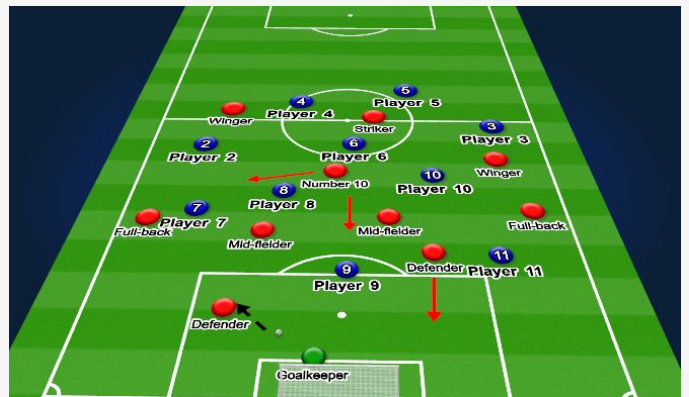 5
Player 5
4
Player 4
Winger
Striker
3
Player 3
2
Player 2
6
Player 6
Winger
Number 10
10
Player 10
8
Player 8
7
Player 7
Full-back
Mid-fielder
Mid-fielder
Full-back
Defender
11
Player 11
9
Player 9
Defender
Goalkeeper